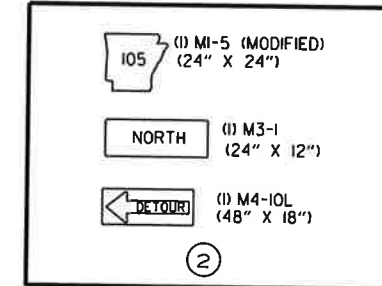 105
(1) M1-5 (MODIFIED)
(24" X 24")
NORTH
(1) M3-1
(24" X 12")
DETOUR
(1) M4-10L
(48" X 18")
2